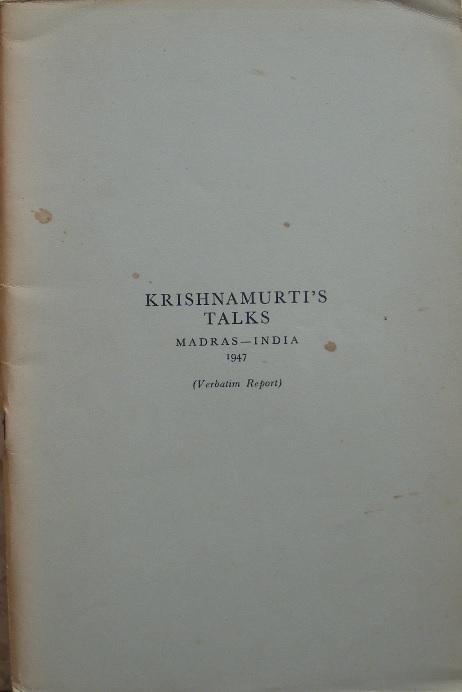 KRISHNAMURTI'S
TALKS
MADRAS—INDIA
1947
(Verbatim Report)